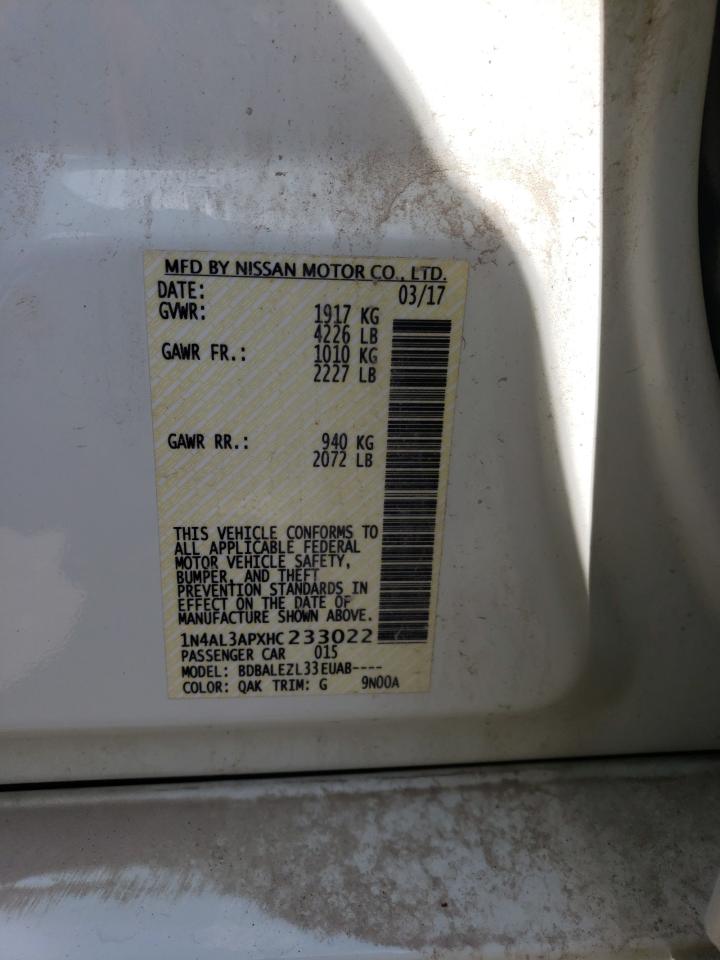 MFD BY NISSAN MOTOR CO., LTD.
DATE: 03/17
GVWR: 1917 KG
4226 LB
GAWR FR.: 1010 KG
2227 LB
GAWR RR.: 940 KG
2072 LB
THIS VEHICLE CONFORMS TO
ALL APPLICABLE FEDERAL
MOTOR VEHICLE SAFETY,
BUMPER, AND THEFT
PREVENTION STANDARDS IN
EFFECT ON THE DATE OF
MANUFACTURE SHOWN ABOVE.
1N4AL3APXHC233022
PASSENGER CAR 015
MODEL: BDBALEZL33EUAB----
COLOR: QAK TRIM: G 9N00A